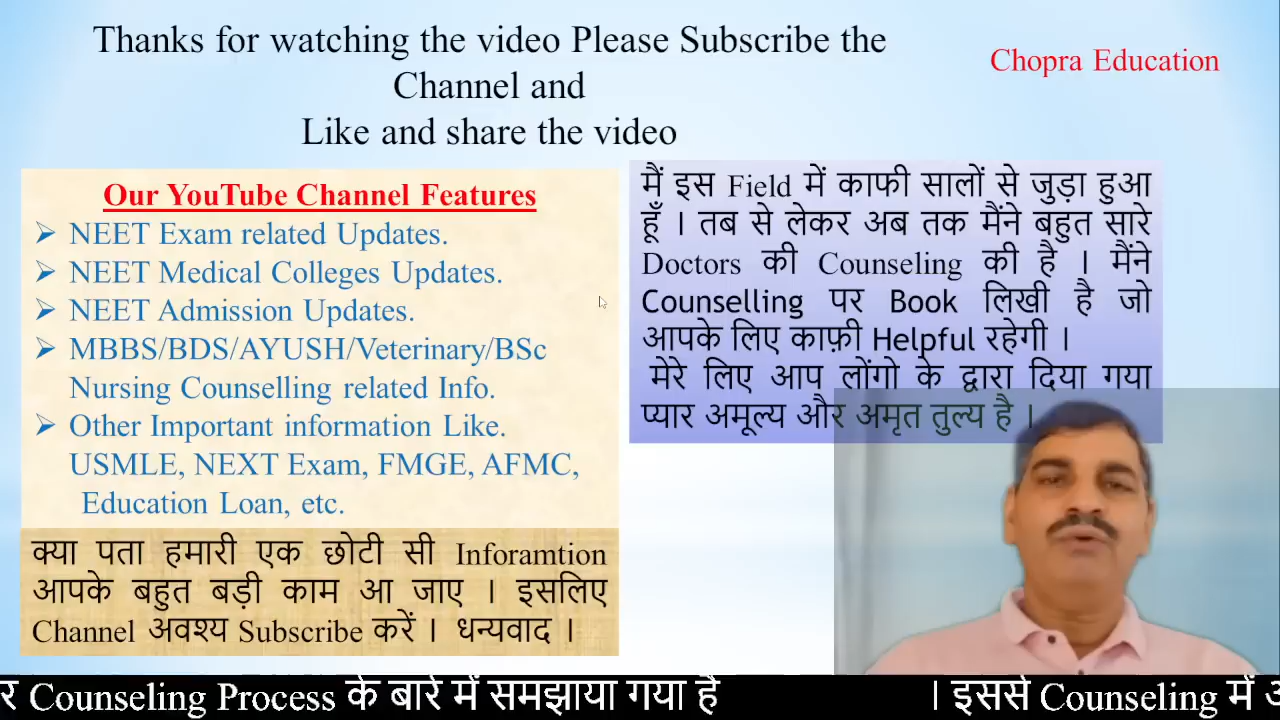 Thanks for watching the video Please Subscribe the
Channel and
Like and share the video
Chopra Education
Our YouTube Channel Features
➢ NEET Exam related Updates.
➢ NEET Medical Colleges Updates.
➢ NEET Admission Updates.
➢ MBBS/BDS/AYUSH/Veterinary/BSc
Nursing Counselling related Info.
➢ Other Important information Like.
USMLE, NEXT Exam, FMGE, AFMC,
Education Loan, etc.
क्या पता हमारी एक छोटी सी Inforamtion
आपके बहुत बड़ी काम आ जाए । इसलिए
Channel अवश्य Subscribe करें । धन्यवाद ।
मैं इस Field में काफी सालों से जुड़ा हुआ
हूँ । तब से लेकर अब तक मैंने बहुत सारे
Doctors की Counseling की है । मैंने
Counselling पर Book लिखी है जो
आपके लिए काफ़ी Helpful रहेगी ।
मेरे लिए आप लोंगो के द्वारा दिया गया
प्यार अमूल्य और अमृत तुल्य है ।
र Counseling Process के बारे में समझाया गया है । इससे Counseling में